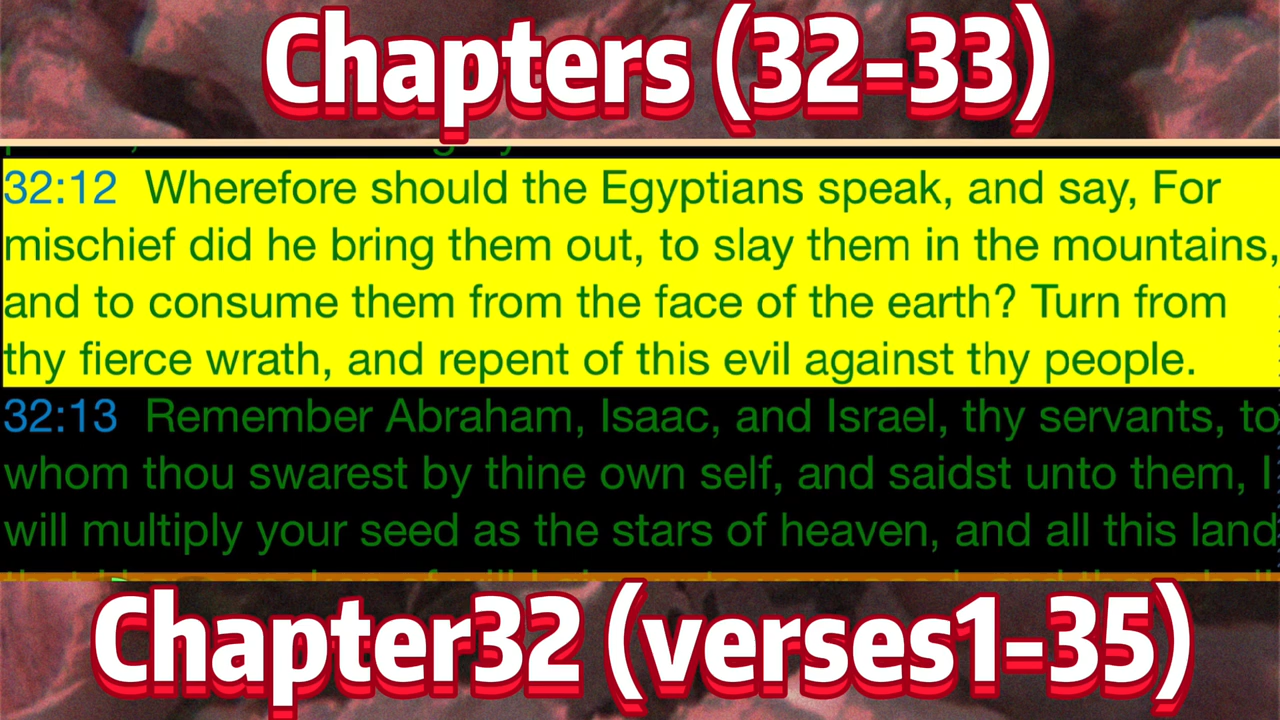 Chapters (32-33)
32:12 Wherefore should the Egyptians speak, and say, For
mischief did he bring them out, to slay them in the mountains,
and to consume them from the face of the earth? Turn from
thy fierce wrath, and repent of this evil against thy people.
32:13 Remember Abraham, Isaac, and Israel, thy servants, to
whom thou swarest by thine own self, and saidst unto them, I
will multiply your seed as the stars of heaven, and all this land
Chapter32 (verses1-35)